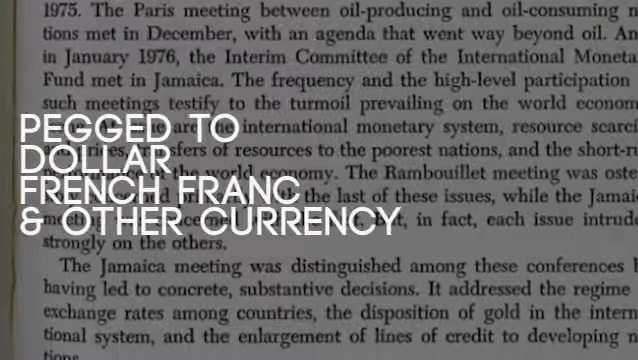 1975. The Paris meeting between oil-producing and oil-consuming n
tions met in December, with an agenda that went way beyond oil. An
in January 1976, the Interim Committee of the International Moneta
Fund met in Jamaica. The frequency and the high-level participation
such meetings testify to the turmoil prevailing on the world econom
are the international monetary system, resource scarci
of resources to the poorest nations, and the short-r
of the world economy. The Rambouillet meeting was oste
the last of these issues, while the Jamai
in fact, each issue intrude
strongly on the others.
The Jamaica meeting was distinguished among these conferences b
having led to concrete, substantive decisions. It addressed the regime
exchange rates among countries, the disposition of gold in the intern
tional system, and the enlargement of lines of credit to developing n
tions.
PEGGED TO
DOLLAR
FRENCH FRANC
& OTHER CURRENCY